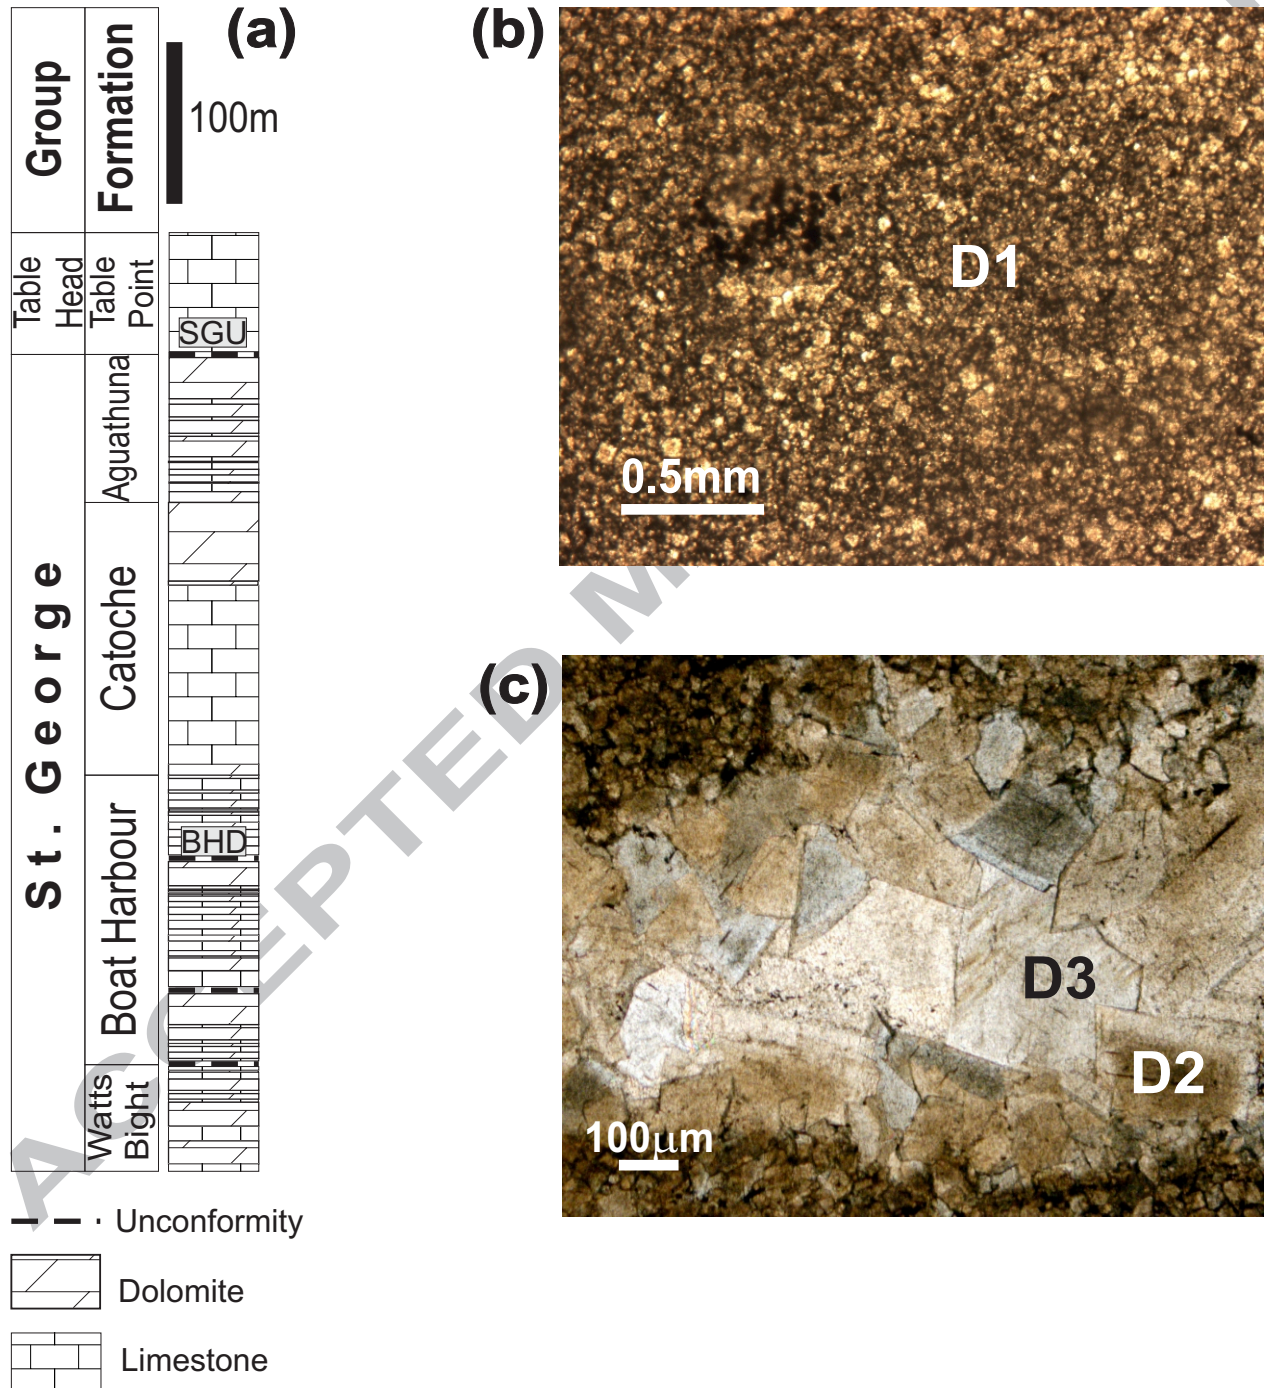 (a)
Group
Formation
100m
Table
Head
Table
Point
SGU
St. George
Aguathuna
Catoche
Boat Harbour
BHD
Watts
Bight
Unconformity
Dolomite
Limestone
(b)
D1
0.5mm
(c)
D3
D2
100μm
ACCEPTED M